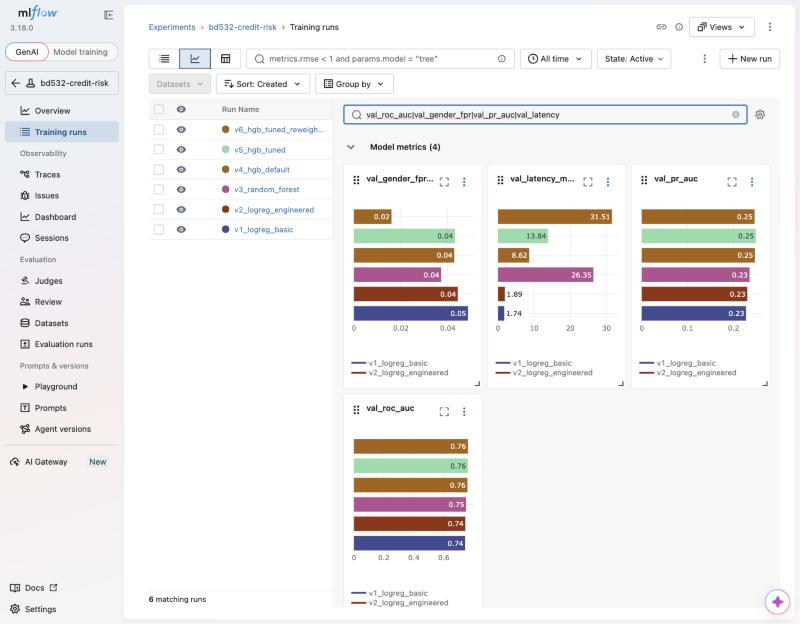 mlflow
3.18.0
GenAI
Model training
bd532-credit-risk
Overview
Training runs
Observability
Traces
Issues
Dashboard
Sessions
Evaluation
Judges
Review
Datasets
Evaluation runs
Prompts & versions
Playground
Prompts
Agent versions
AI Gateway
New
Docs
Settings
Experiments > bd532-credit-risk > Training runs
Views
metrics.rmse < 1 and params.model = "tree"
All time
State: Active
New run
Datasets
Sort: Created
Group by
Run Name
v6_hgb_tuned_reweigh...
v5_hgb_tuned
v4_hgb_default
v3_random_forest
v2_logreg_engineered
v1_logreg_basic
6 matching runs
val_roc_auc|val_gender_fpr|val_pr_auc|val_latency
Model metrics (4)
val_gender_fpr...
0.02
0.04
0.04
0.04
0.04
0.05
0 0.02 0.04
v1_logreg_basic
v2_logreg_engineered
val_latency_m...
31.51
13.84
8.62
26.35
1.89
1.74
0 10 20 30
v1_logreg_basic
v2_logreg_engineered
val_pr_auc
0.25
0.25
0.25
0.23
0.23
0.23
0 0.1 0.2
v1_logreg_basic
v2_logreg_engineered
val_roc_auc
0.76
0.76
0.76
0.75
0.74
0.74
0 0.2 0.4 0.6
v1_logreg_basic
v2_logreg_engineered